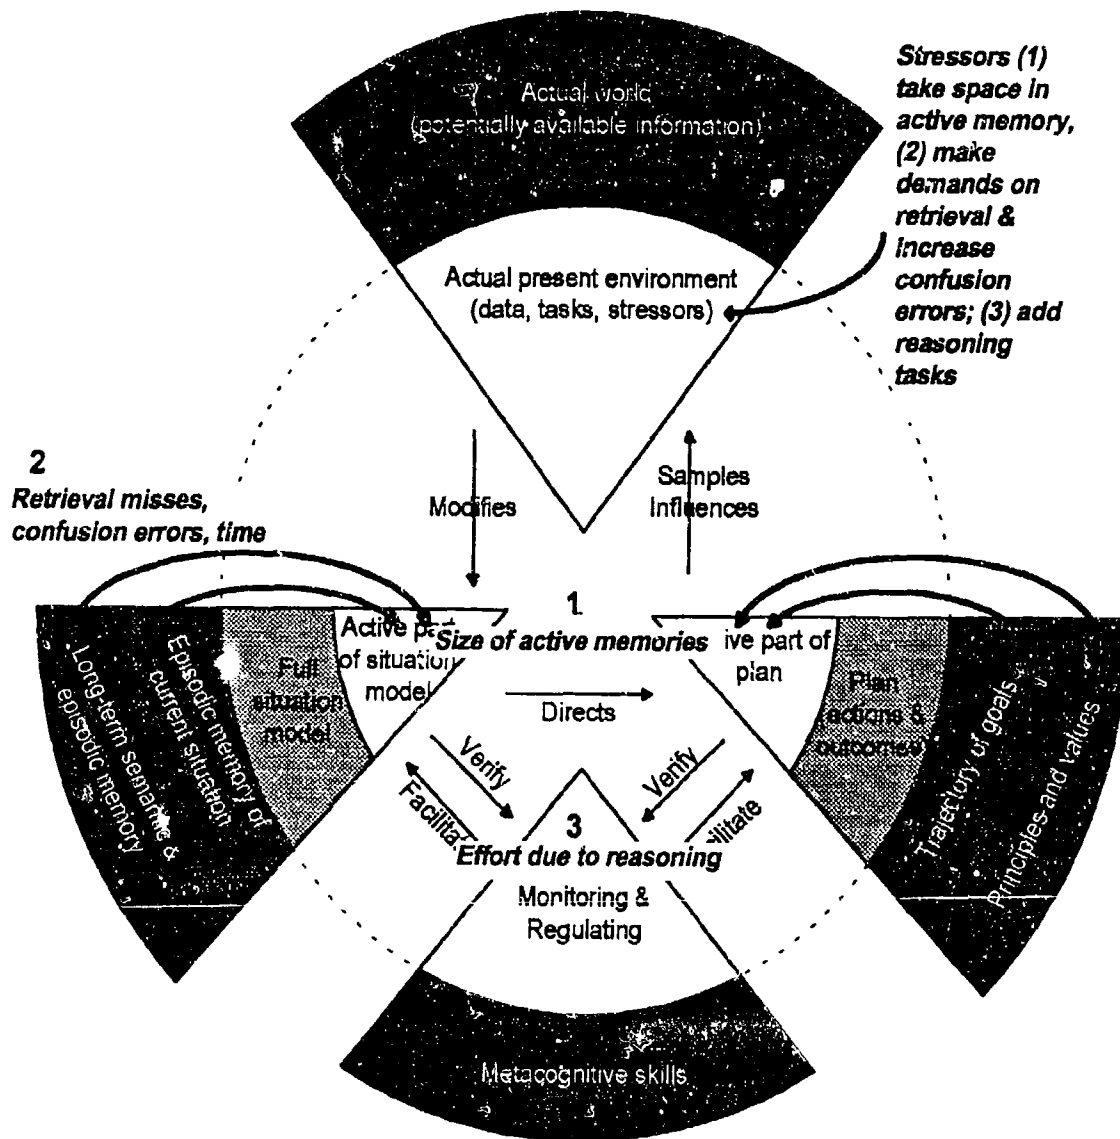 Actual world
(potentially available information)
Stressors (1)
take space in
active memory,
(2) make
demands on
retrieval &
increase
confusion
errors; (3) add
reasoning
tasks
Actual present environment
(data, tasks, stressors)
2
Retrieval misses,
confusion errors, time
Modifies
Samples
Influences
1
Size of active memories
Active
of situation
model
ive part of
plan
Full
situation
model
Episodic memory of
current situation
Long-term semantic &
episodic memory
Directs
Plan
actions &
outcomes
Trajectory of goals
Principles and values
Verify
Verify
Facilita
cilitate
3
Effort due to reasoning
Monitoring &
Regulating
Metacognitive skills